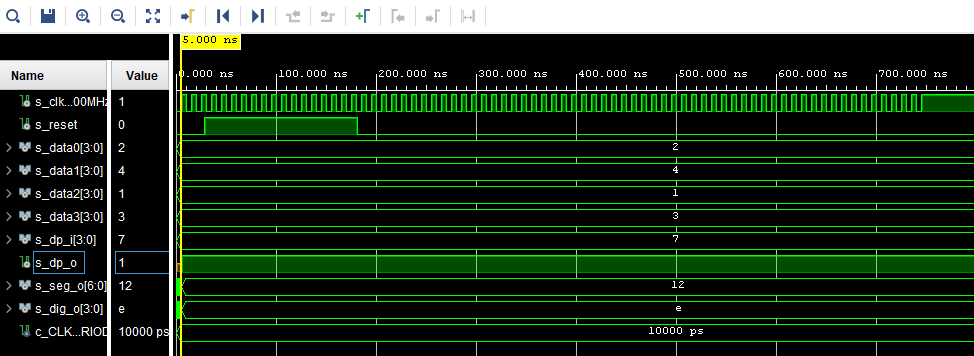 5.000 ns
0.000 ns 100.000 ns 200.000 ns 300.000 ns 400.000 ns 500.000 ns 600.000 ns 700.000 ns
Name Value
s_clk...00MHz 1
s_reset 0
s_data0[3:0] 2 2
s_data1[3:0] 4 4
s_data2[3:0] 1 1
s_data3[3:0] 3 3
s_dp_i[3:0] 7 7
s_dp_o 1
s_seg_o[6:0] 12 12
s_dig_o[3:0] e e
c_CLK...RIOD 10000 ps 10000 ps